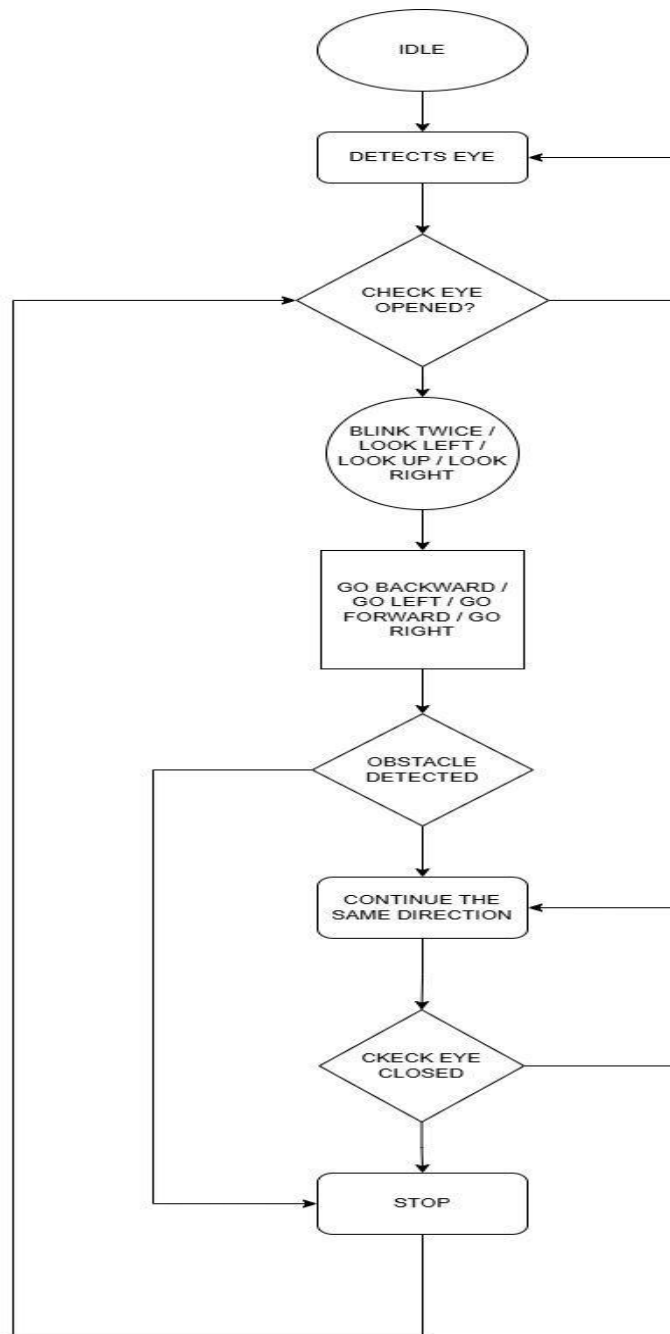 IDLE
DETECTS EYE
CHECK EYE
OPENED?
BLINK TWICE /
LOOK LEFT /
LOOK UP / LOOK
RIGHT
GO BACKWARD /
GO LEFT / GO
FORWARD / GO
RIGHT
OBSTACLE
DETECTED
CONTINUE THE
SAME DIRECTION
CKECK EYE
CLOSED
STOP